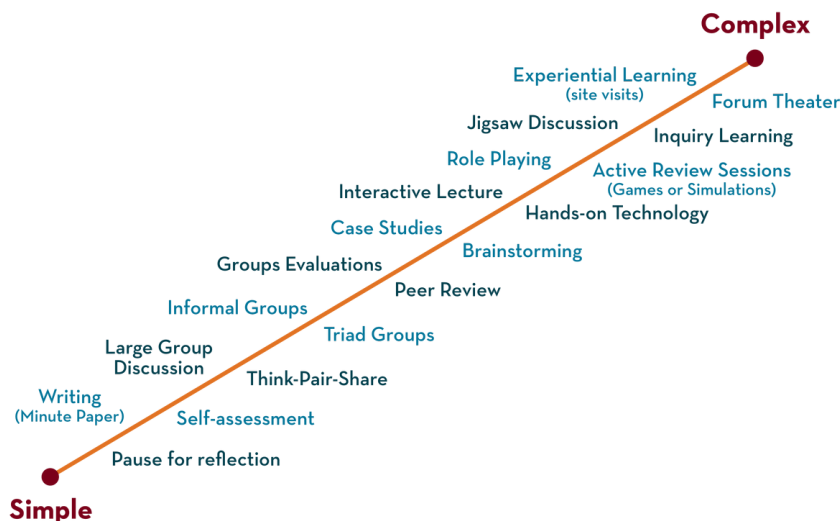 Complex
Experiential Learning
(site visits)
Forum Theater
Jigsaw Discussion
Inquiry Learning
Role Playing
Active Review Sessions
(Games or Simulations)
Interactive Lecture
Hands-on Technology
Case Studies
Brainstorming
Groups Evaluations
Peer Review
Informal Groups
Triad Groups
Large Group
Discussion
Think-Pair-Share
Writing
(Minute Paper)
Self-assessment
Pause for reflection
Simple